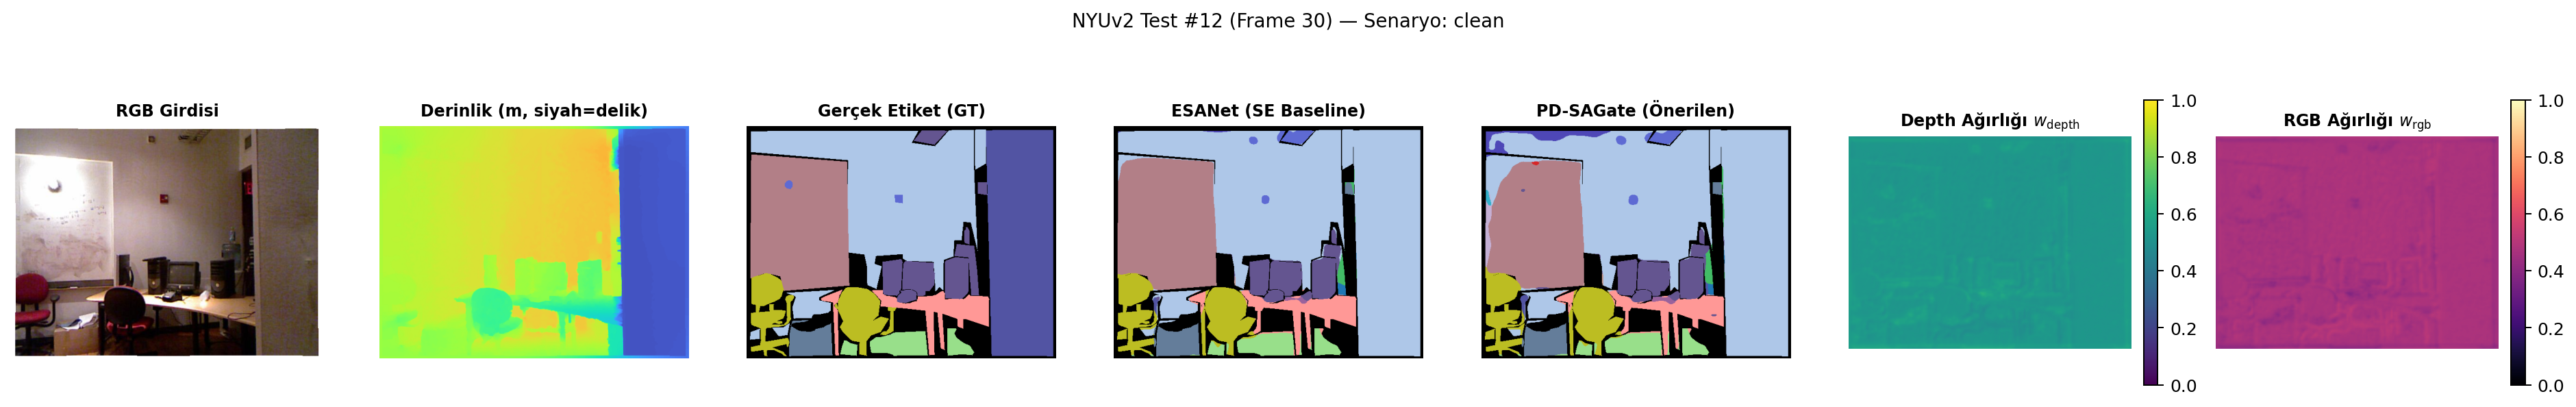 NYUv2 Test #12 (Frame 30) — Senaryo: clean
RGB Girdisi
Derinlik (m, siyah=delik)
Gerçek Etiket (GT)
ESANet (SE Baseline)
PD-SAGate (Önerilen)
Depth Ağırlığı w_depth
1.0
0.8
0.6
0.4
0.2
0.0
RGB Ağırlığı w_rgb
1.0
0.8
0.6
0.4
0.2
0.0